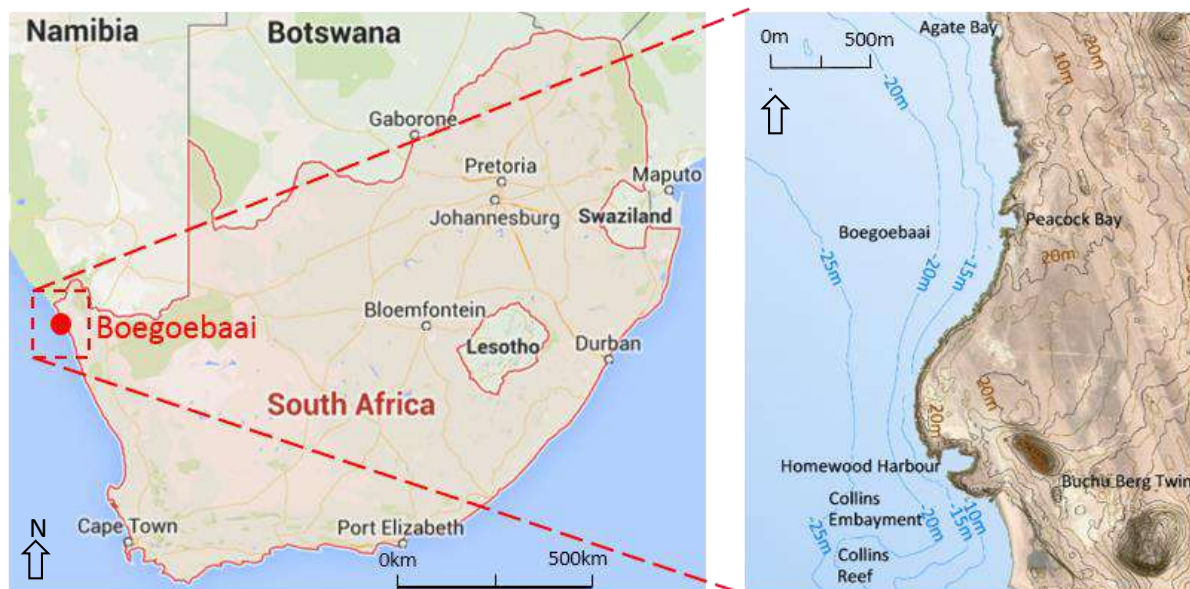 Namibia
Botswana
Gaborone
Pretoria
Johannesburg
Maputo
Swaziland
Boegoebaai
Bloemfontein
Lesotho
Durban
South Africa
Cape Town
Port Elizabeth
N
0km
500km
0m
500m
Agate Bay
-20m
10m
20m
Boegoebaai
Peacock Bay
-25m
-20m
-15m
20m
20m
20m
Homewood Harbour
Buchu Berg Twin
Collins
Embayment
-25m
-20m
-15m
-10m
Collins
Reef